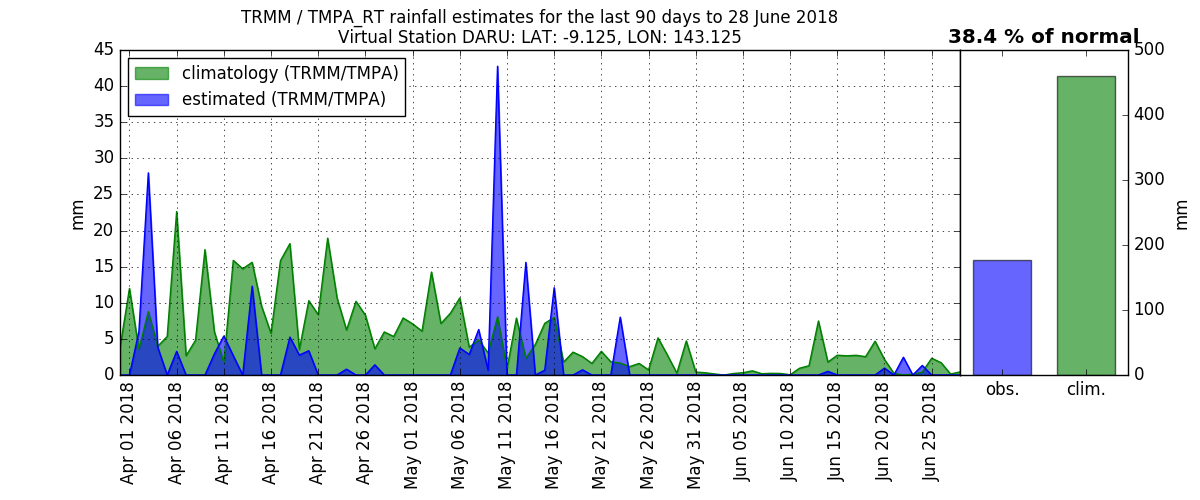 TRMM / TMPA_RT rainfall estimates for the last 90 days to 28 June 2018
Virtual Station DARU: LAT: -9.125, LON: 143.125
38.4 % of normal
climatology (TRMM/TMPA)
estimated (TRMM/TMPA)
mm
45
40
35
30
25
20
15
10
5
0
Apr 01 2018
Apr 06 2018
Apr 11 2018
Apr 16 2018
Apr 21 2018
Apr 26 2018
May 01 2018
May 06 2018
May 11 2018
May 16 2018
May 21 2018
May 26 2018
May 31 2018
Jun 05 2018
Jun 10 2018
Jun 15 2018
Jun 20 2018
Jun 25 2018
obs.
clim.
500
400
300
200
100
0
mm